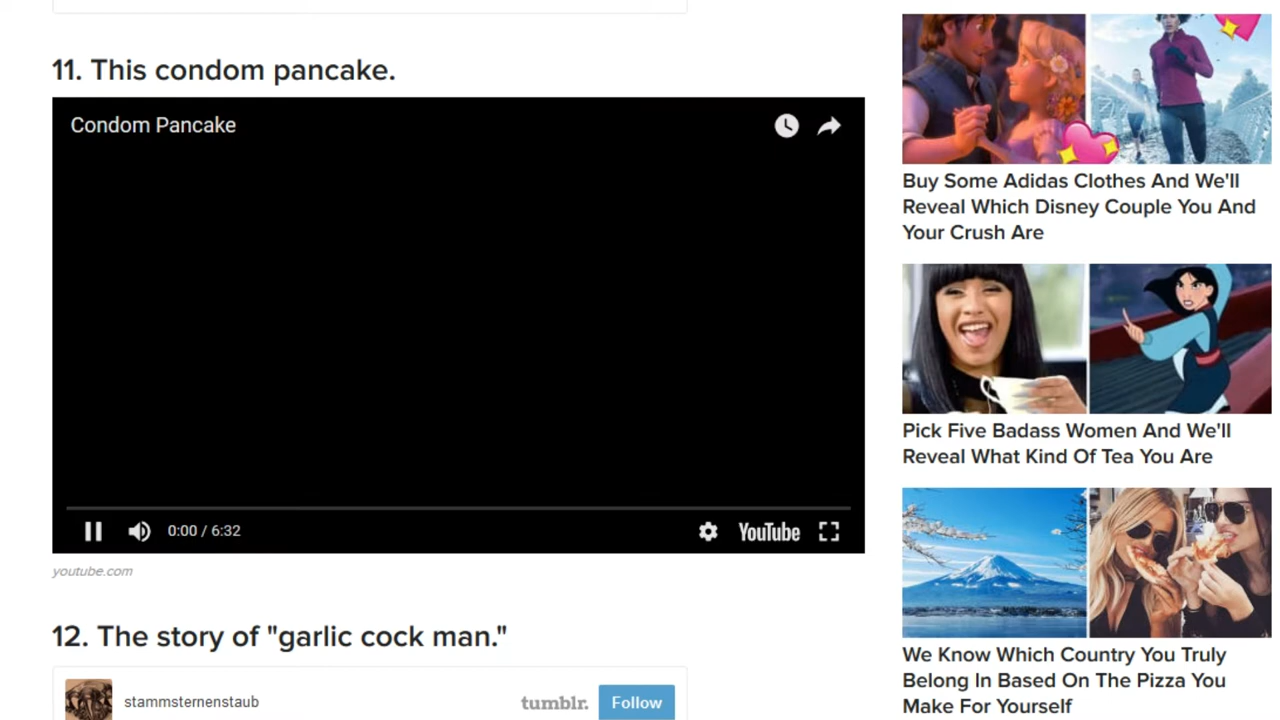 11. This condom pancake.
Condom Pancake
0:00 / 6:32
YouTube
youtube.com
12. The story of "garlic cock man."
stammsternenstaub
tumblr.
Follow
Buy Some Adidas Clothes And We'll
Reveal Which Disney Couple You And
Your Crush Are
Pick Five Badass Women And We'll
Reveal What Kind Of Tea You Are
We Know Which Country You Truly
Belong In Based On The Pizza You
Make For Yourself